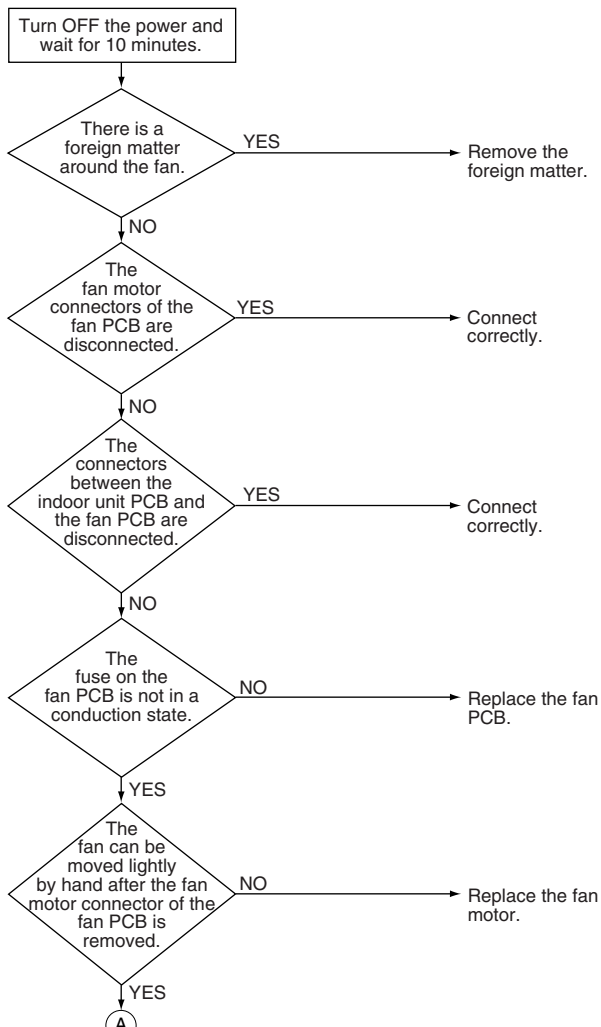 Turn OFF the power and
wait for 10 minutes.
There is a
foreign matter
around the fan.
YES
Remove the
foreign matter.
NO
The
fan motor
connectors of the
fan PCB are
disconnected.
YES
Connect
correctly.
NO
The
connectors
between the
indoor unit PCB and
the fan PCB are
disconnected.
YES
Connect
correctly.
NO
The
fuse on the
fan PCB is not in a
conduction state.
NO
Replace the fan
PCB.
YES
The
fan can be
moved lightly
by hand after the fan
motor connector of the
fan PCB is
removed.
NO
Replace the fan
motor.
YES
A